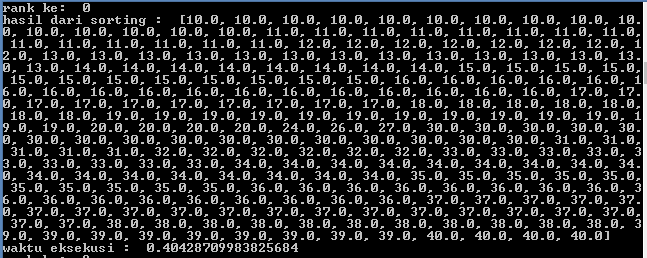 rank ke:  0
hasil dari sorting :  [10.0, 10.0, 10.0, 10.0, 10.0, 10.0, 10.0, 10.0, 10.0, 10.
0, 10.0, 10.0, 10.0, 10.0, 10.0, 11.0, 11.0, 11.0, 11.0, 11.0, 11.0, 11.0, 11.0,
 11.0, 11.0, 11.0, 11.0, 11.0, 11.0, 12.0, 12.0, 12.0, 12.0, 12.0, 12.0, 12.0, 1
2.0, 13.0, 13.0, 13.0, 13.0, 13.0, 13.0, 13.0, 13.0, 13.0, 13.0, 13.0, 13.0, 13.
0, 13.0, 14.0, 14.0, 14.0, 14.0, 14.0, 14.0, 14.0, 14.0, 15.0, 15.0, 15.0, 15.0,
 15.0, 15.0, 15.0, 15.0, 15.0, 15.0, 15.0, 15.0, 16.0, 16.0, 16.0, 16.0, 16.0, 1
6.0, 16.0, 16.0, 16.0, 16.0, 16.0, 16.0, 16.0, 16.0, 16.0, 16.0, 16.0, 17.0, 17.
0, 17.0, 17.0, 17.0, 17.0, 17.0, 17.0, 17.0, 17.0, 18.0, 18.0, 18.0, 18.0, 18.0,
 18.0, 18.0, 19.0, 19.0, 19.0, 19.0, 19.0, 19.0, 19.0, 19.0, 19.0, 19.0, 19.0, 1
9.0, 19.0, 20.0, 20.0, 20.0, 20.0, 24.0, 26.0, 27.0, 30.0, 30.0, 30.0, 30.0, 30.
0, 30.0, 30.0, 30.0, 30.0, 30.0, 30.0, 30.0, 30.0, 30.0, 30.0, 30.0, 31.0, 31.0,
 31.0, 31.0, 31.0, 32.0, 32.0, 32.0, 32.0, 32.0, 32.0, 33.0, 33.0, 33.0, 33.0, 3
3.0, 33.0, 33.0, 33.0, 33.0, 34.0, 34.0, 34.0, 34.0, 34.0, 34.0, 34.0, 34.0, 34.
0, 34.0, 34.0, 34.0, 34.0, 34.0, 34.0, 34.0, 34.0, 35.0, 35.0, 35.0, 35.0, 35.0,
 35.0, 35.0, 35.0, 35.0, 35.0, 36.0, 36.0, 36.0, 36.0, 36.0, 36.0, 36.0, 36.0, 3
6.0, 36.0, 36.0, 36.0, 36.0, 36.0, 37.0, 37.0, 37.0, 37.0, 37.0, 37.0, 37.0, 37.
0, 37.0, 37.0, 37.0, 37.0, 37.0, 37.0, 37.0, 37.0, 37.0, 37.0, 37.0, 37.0, 37.0,
 37.0, 37.0, 38.0, 38.0, 38.0, 38.0, 38.0, 38.0, 38.0, 38.0, 38.0, 38.0, 38.0, 3
9.0, 39.0, 39.0, 39.0, 39.0, 39.0, 39.0, 39.0, 39.0, 40.0, 40.0, 40.0, 40.0]
waktu eksekusi :  0.40428709983825684